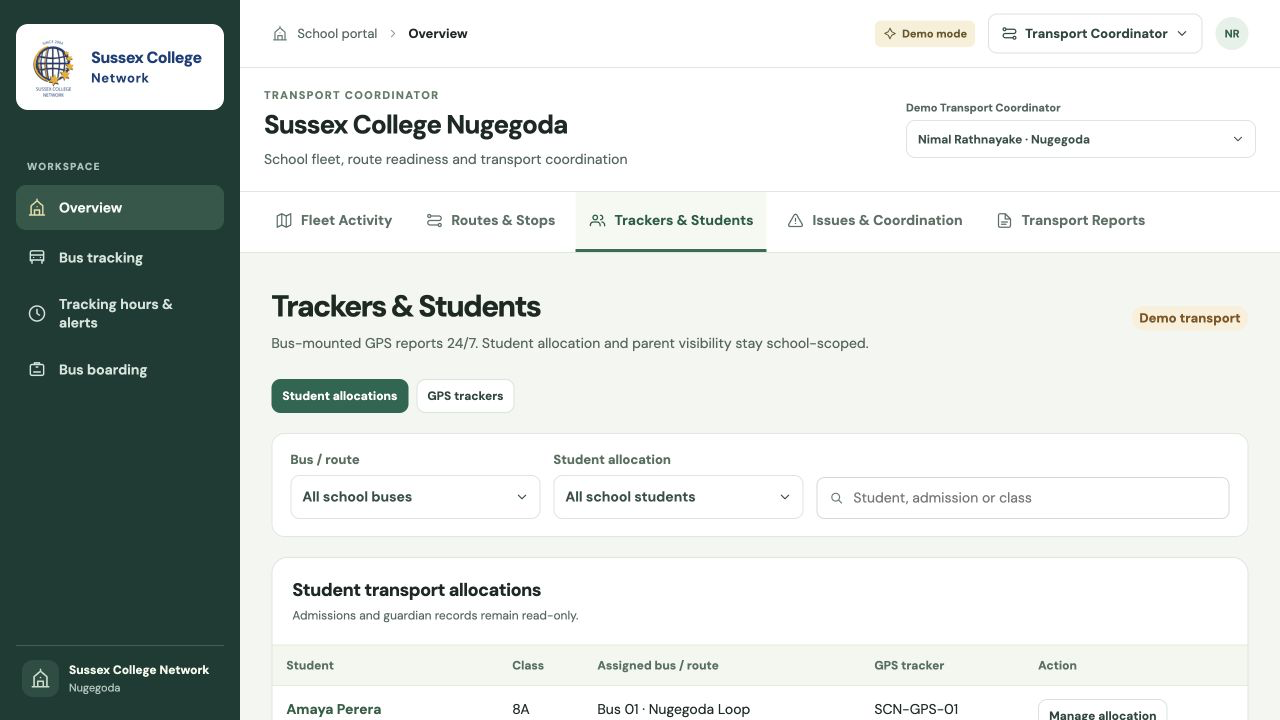 SINCE 2004
SUSSEX COLLEGE
NETWORK
Sussex College
Network
WORKSPACE
Overview
Bus tracking
Tracking hours &
alerts
Bus boarding
Sussex College Network
Nugegoda
School portal
Overview
Demo mode
Transport Coordinator
NR
TRANSPORT COORDINATOR
Sussex College Nugegoda
School fleet, route readiness and transport coordination
Demo Transport Coordinator
Nimal Rathnayake · Nugegoda
Fleet Activity
Routes & Stops
Trackers & Students
Issues & Coordination
Transport Reports
Trackers & Students
Bus-mounted GPS reports 24/7. Student allocation and parent visibility stay school-scoped.
Demo transport
Student allocations
GPS trackers
Bus / route
Student allocation
All school buses
All school students
Student, admission or class
Student transport allocations
Admissions and guardian records remain read-only.
Student Class Assigned bus / route GPS tracker Action
Amaya Perera 8A Bus 01 · Nugegoda Loop SCN-GPS-01 Manage allocation